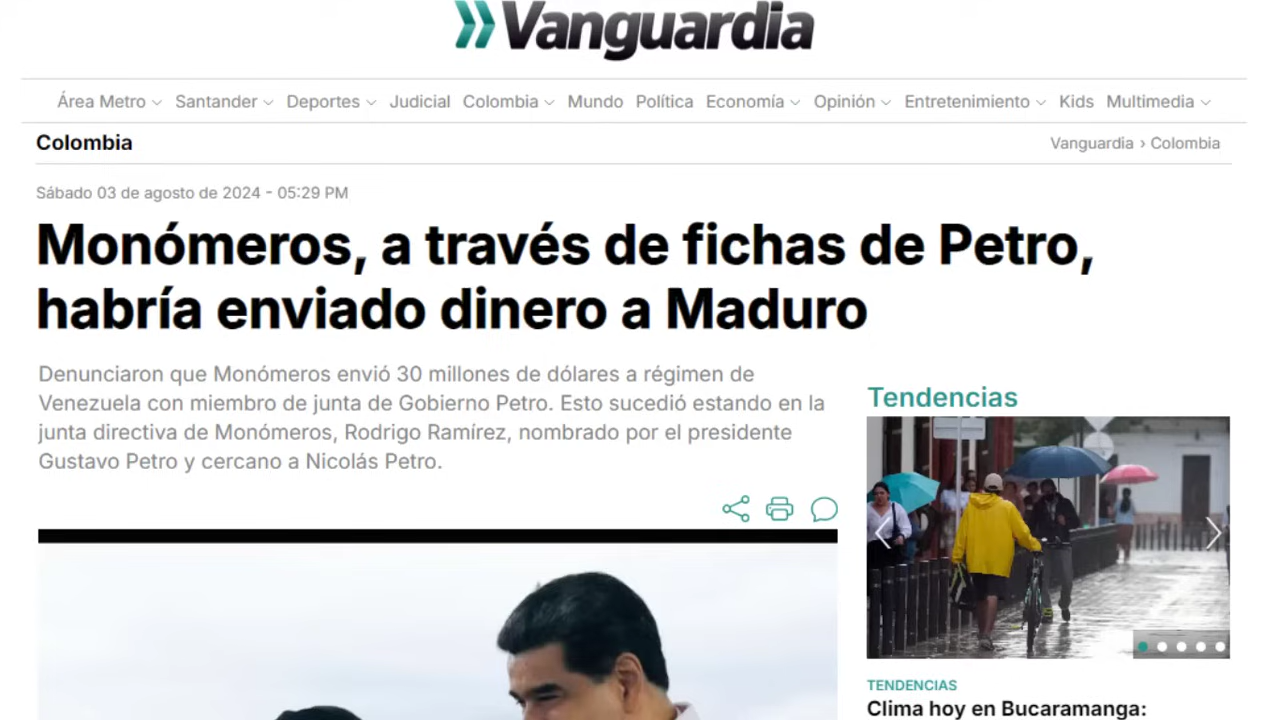 Vanguardia
Área Metro Santander Deportes Judicial Colombia Mundo Política Economía Opinión Entretenimiento Kids Multimedia
Colombia
Vanguardia › Colombia
Sábado 03 de agosto de 2024 - 05:29 PM
Monómeros, a través de fichas de Petro,
habría enviado dinero a Maduro
Denunciaron que Monómeros envió 30 millones de dólares a régimen de
Venezuela con miembro de junta de Gobierno Petro. Esto sucedió estando en la
junta directiva de Monómeros, Rodrigo Ramírez, nombrado por el presidente
Gustavo Petro y cercano a Nicolás Petro.
Tendencias
TENDENCIAS
Clima hoy en Bucaramanga: